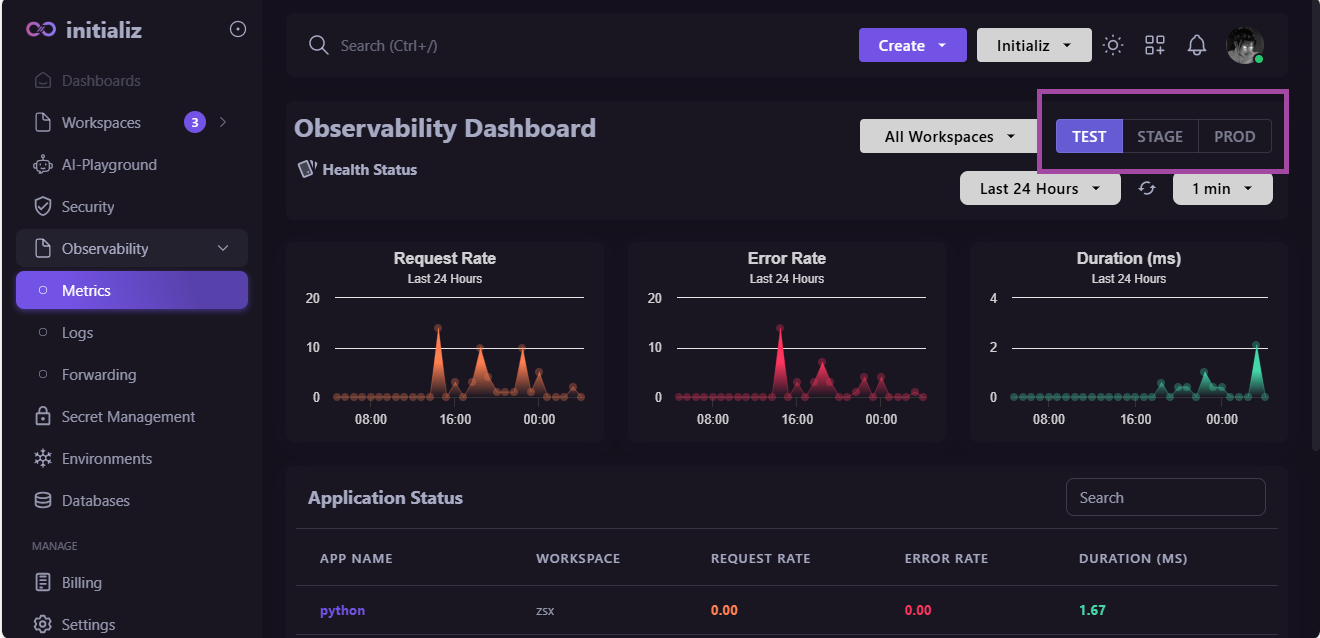 initializ
Dashboards
Workspaces 3
AI-Playground
Security
Observability
Metrics
Logs
Forwarding
Secret Management
Environments
Databases
MANAGE
Billing
Settings
Search (Ctrl+/)
Create
Initializ
Observability Dashboard
All Workspaces
TEST STAGE PROD
Health Status
Last 24 Hours
1 min
Request Rate
Last 24 Hours
20
10
0
08:00 16:00 00:00
Error Rate
Last 24 Hours
20
10
0
08:00 16:00 00:00
Duration (ms)
Last 24 Hours
4
2
0
08:00 16:00 00:00
Application Status
Search
APP NAME WORKSPACE REQUEST RATE ERROR RATE DURATION (MS)
python zsx 0.00 0.00 1.67